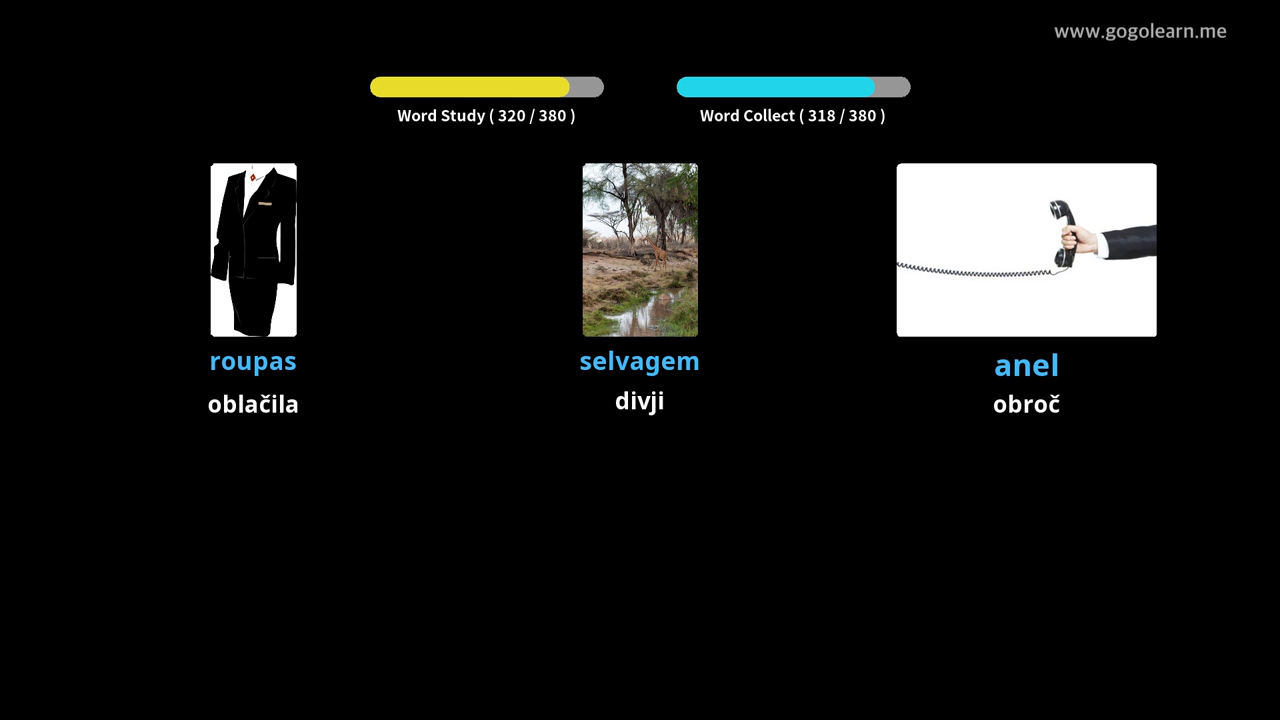 www.gogolearn.me
Word Study ( 320 / 380 )
Word Collect ( 318 / 380 )
roupas
oblačila
selvagem
divji
anel
obroč